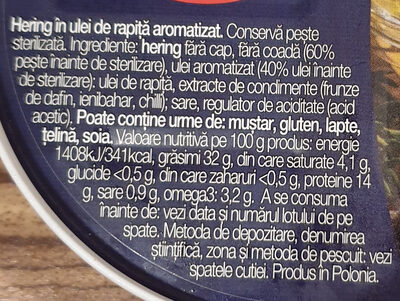 Hering în ulei de rapiță aromatizat. Conservă pește
sterilizată. Ingrediente: hering fără cap, fără coadă (60%
pește înainte de sterilizare), ulei aromatizat (40% ulei înainte
de sterilizare): ulei de rapiță, extracte de condimente (frunze
de dafin, ienibahar, chilli); sare, regulator de aciditate (acid
acetic). Poate conține urme de: muștar, gluten, lapte,
țelină, soia. Valoare nutritivă pe 100 g produs: energie
1408kJ/341kcal, grăsimi 32 g, din care saturate 4,1 g,
glucide <0,5 g, din care zaharuri <0,5 g, proteine 14
g, sare 0,9 g, omega3: 3,2 g. A se consuma
înainte de: vezi data și numărul lotului de pe
spate. Metoda de depozitare, denumirea
științifică, zona și metoda de pescuit: vezi
spatele cutiei. Produs în Polonia.